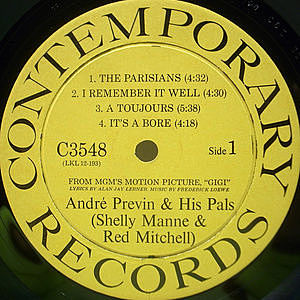 CONTEMPORARY
1. THE PARISIANS (4:32)
2. I REMEMBER IT WELL (4:30)
3. A TOUJOURS (5:38)
4. IT'S A BORE (4:18)
C3548
Side 1
(LKL 12-193)
FROM MGM'S MOTION PICTURE, "GIGI"
LYRICS BY ALAN JAY LERNER. MUSIC BY FREDERICK LOEWE
André Previn & His Pals
(Shelly Manne &
Red Mitchell)
RECORDS